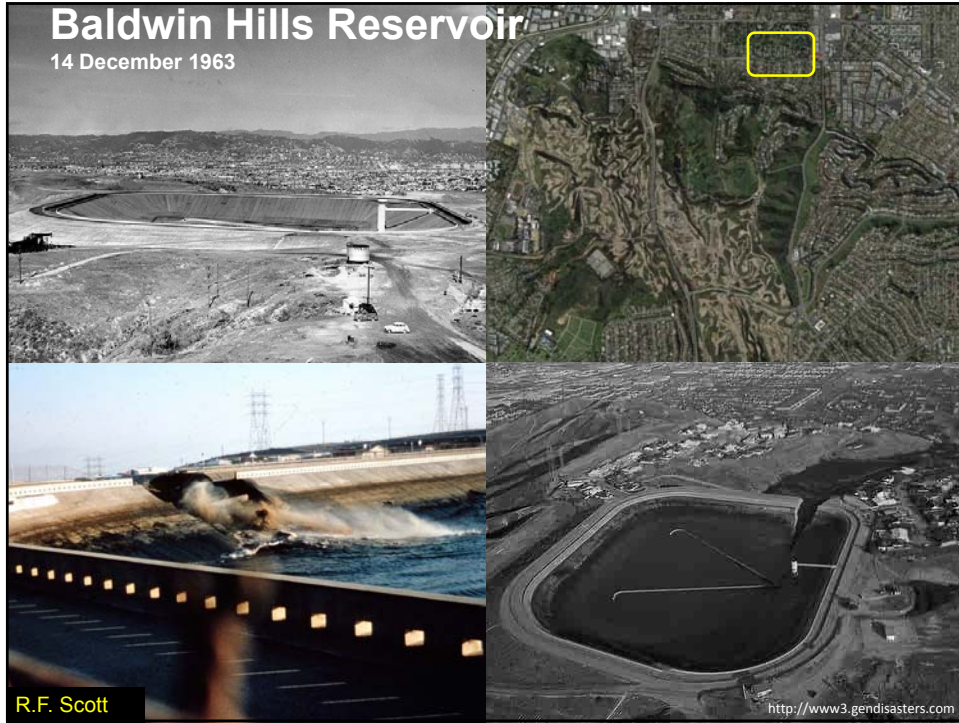 Baldwin Hills Reservoir
14 December 1963
R.F. Scott
http://www3.gendisasters.com